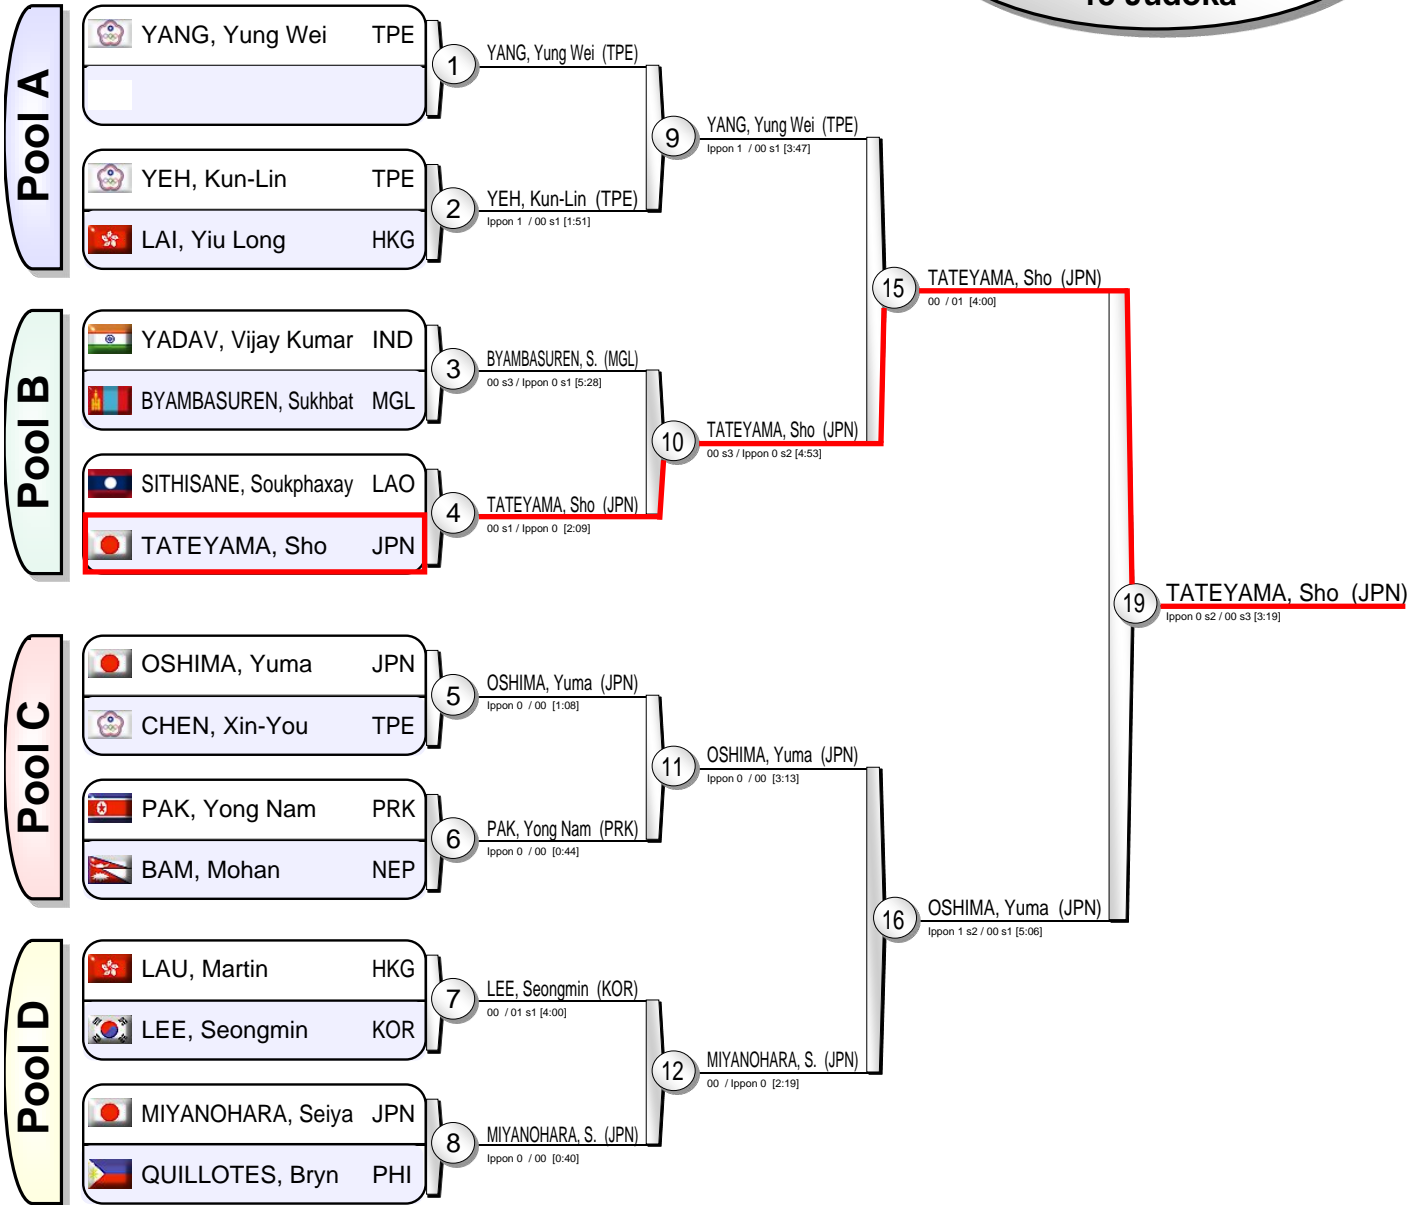 15 Judoka
Pool A
YANG, Yung Wei TPE
YEH, Kun-Lin TPE
LAI, Yiu Long HKG
Pool B
YADAV, Vijay Kumar IND
BYAMBASUREN, Sukhbat MGL
SITHISANE, Soukphaxay LAO
TATEYAMA, Sho JPN
Pool C
OSHIMA, Yuma JPN
CHEN, Xin-You TPE
PAK, Yong Nam PRK
BAM, Mohan NEP
Pool D
LAU, Martin HKG
LEE, Seongmin KOR
MIYANOHARA, Seiya JPN
QUILLOTES, Bryn PHI
1
YANG, Yung Wei (TPE)
2
YEH, Kun-Lin (TPE)
Ippon 1 / 00 s1 [1:51]
3
BYAMBASUREN, S. (MGL)
00 s3 / Ippon 0 s1 [5:28]
4
TATEYAMA, Sho (JPN)
00 s1 / Ippon 0 [2:09]
5
OSHIMA, Yuma (JPN)
Ippon 0 / 00 [1:08]
6
PAK, Yong Nam (PRK)
Ippon 0 / 00 [0:44]
7
LEE, Seongmin (KOR)
00 / 01 s1 [4:00]
8
MIYANOHARA, S. (JPN)
Ippon 0 / 00 [0:40]
9
YANG, Yung Wei (TPE)
Ippon 1 / 00 s1 [3:47]
10
TATEYAMA, Sho (JPN)
00 s3 / Ippon 0 s2 [4:53]
11
OSHIMA, Yuma (JPN)
Ippon 0 / 00 [3:13]
12
MIYANOHARA, S. (JPN)
00 / Ippon 0 [2:19]
15
TATEYAMA, Sho (JPN)
00 / 01 [4:00]
16
OSHIMA, Yuma (JPN)
Ippon 1 s2 / 00 s1 [5:06]
19
TATEYAMA, Sho (JPN)
Ippon 0 s2 / 00 s3 [3:19]